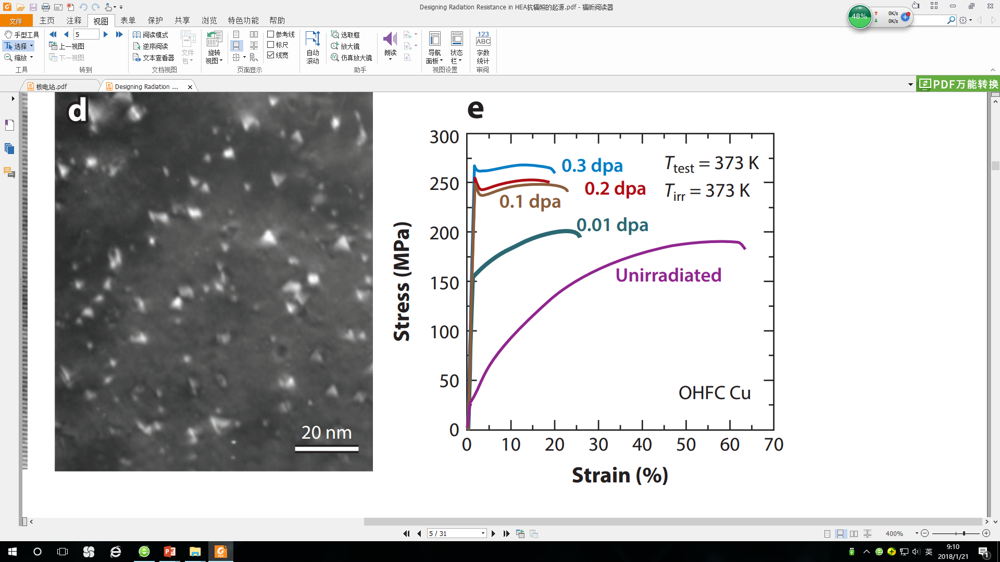 Designing Radiation Resistance in HEA抗辐照的起源.pdf - 福昕阅读器
文件 主页 注释 视图 表单 保护 共享 浏览 特色功能 帮助
48% 0K/s
0K/s
手型工具
选择
缩放
工具
5
上一视图
下一视图
转到
阅读模式
逆序阅读
文本查看器
文件包
文档视图
旋转视图
参考线
标尺
线宽
页面显示
自动滚动
选取框
放大镜
仿真放大镜
助手
朗读
导航面板
状态栏
视图设置
123
ABC
字数统计
审阅
核电站.pdf
Designing Radiation ...
PDF万能转换
d
20 nm
e
300
250
200
150
100
50
0
0 10 20 30 40 50 60 70
Stress (MPa)
Strain (%)
0.3 dpa
0.2 dpa
0.1 dpa
0.01 dpa
Unirradiated
Ttest = 373 K
Tirr = 373 K
OHFC Cu
5 / 31
400%
英
9:10
2018/1/21
1